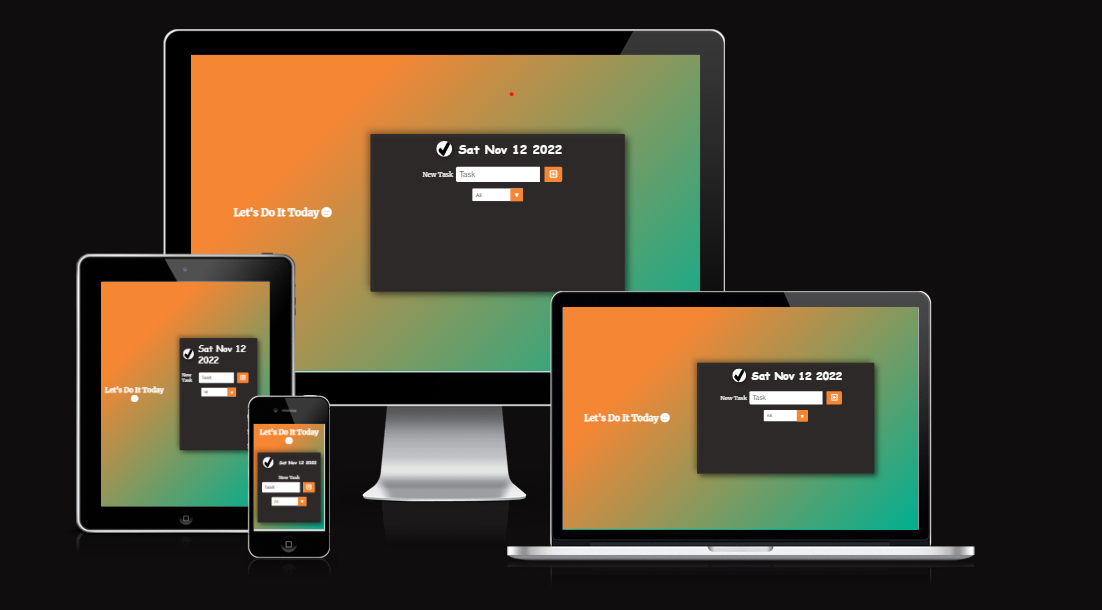 Sat Nov 12 2022
New Task
Task
All
Let's Do It Today
Sat Nov 12
2022
New
Task
Task
All
Let's Do It Today
Let's Do It Today
Sat Nov 12 2022
New Task
Task
All
Sat Nov 12 2022
New Task
Task
All
Let's Do It Today